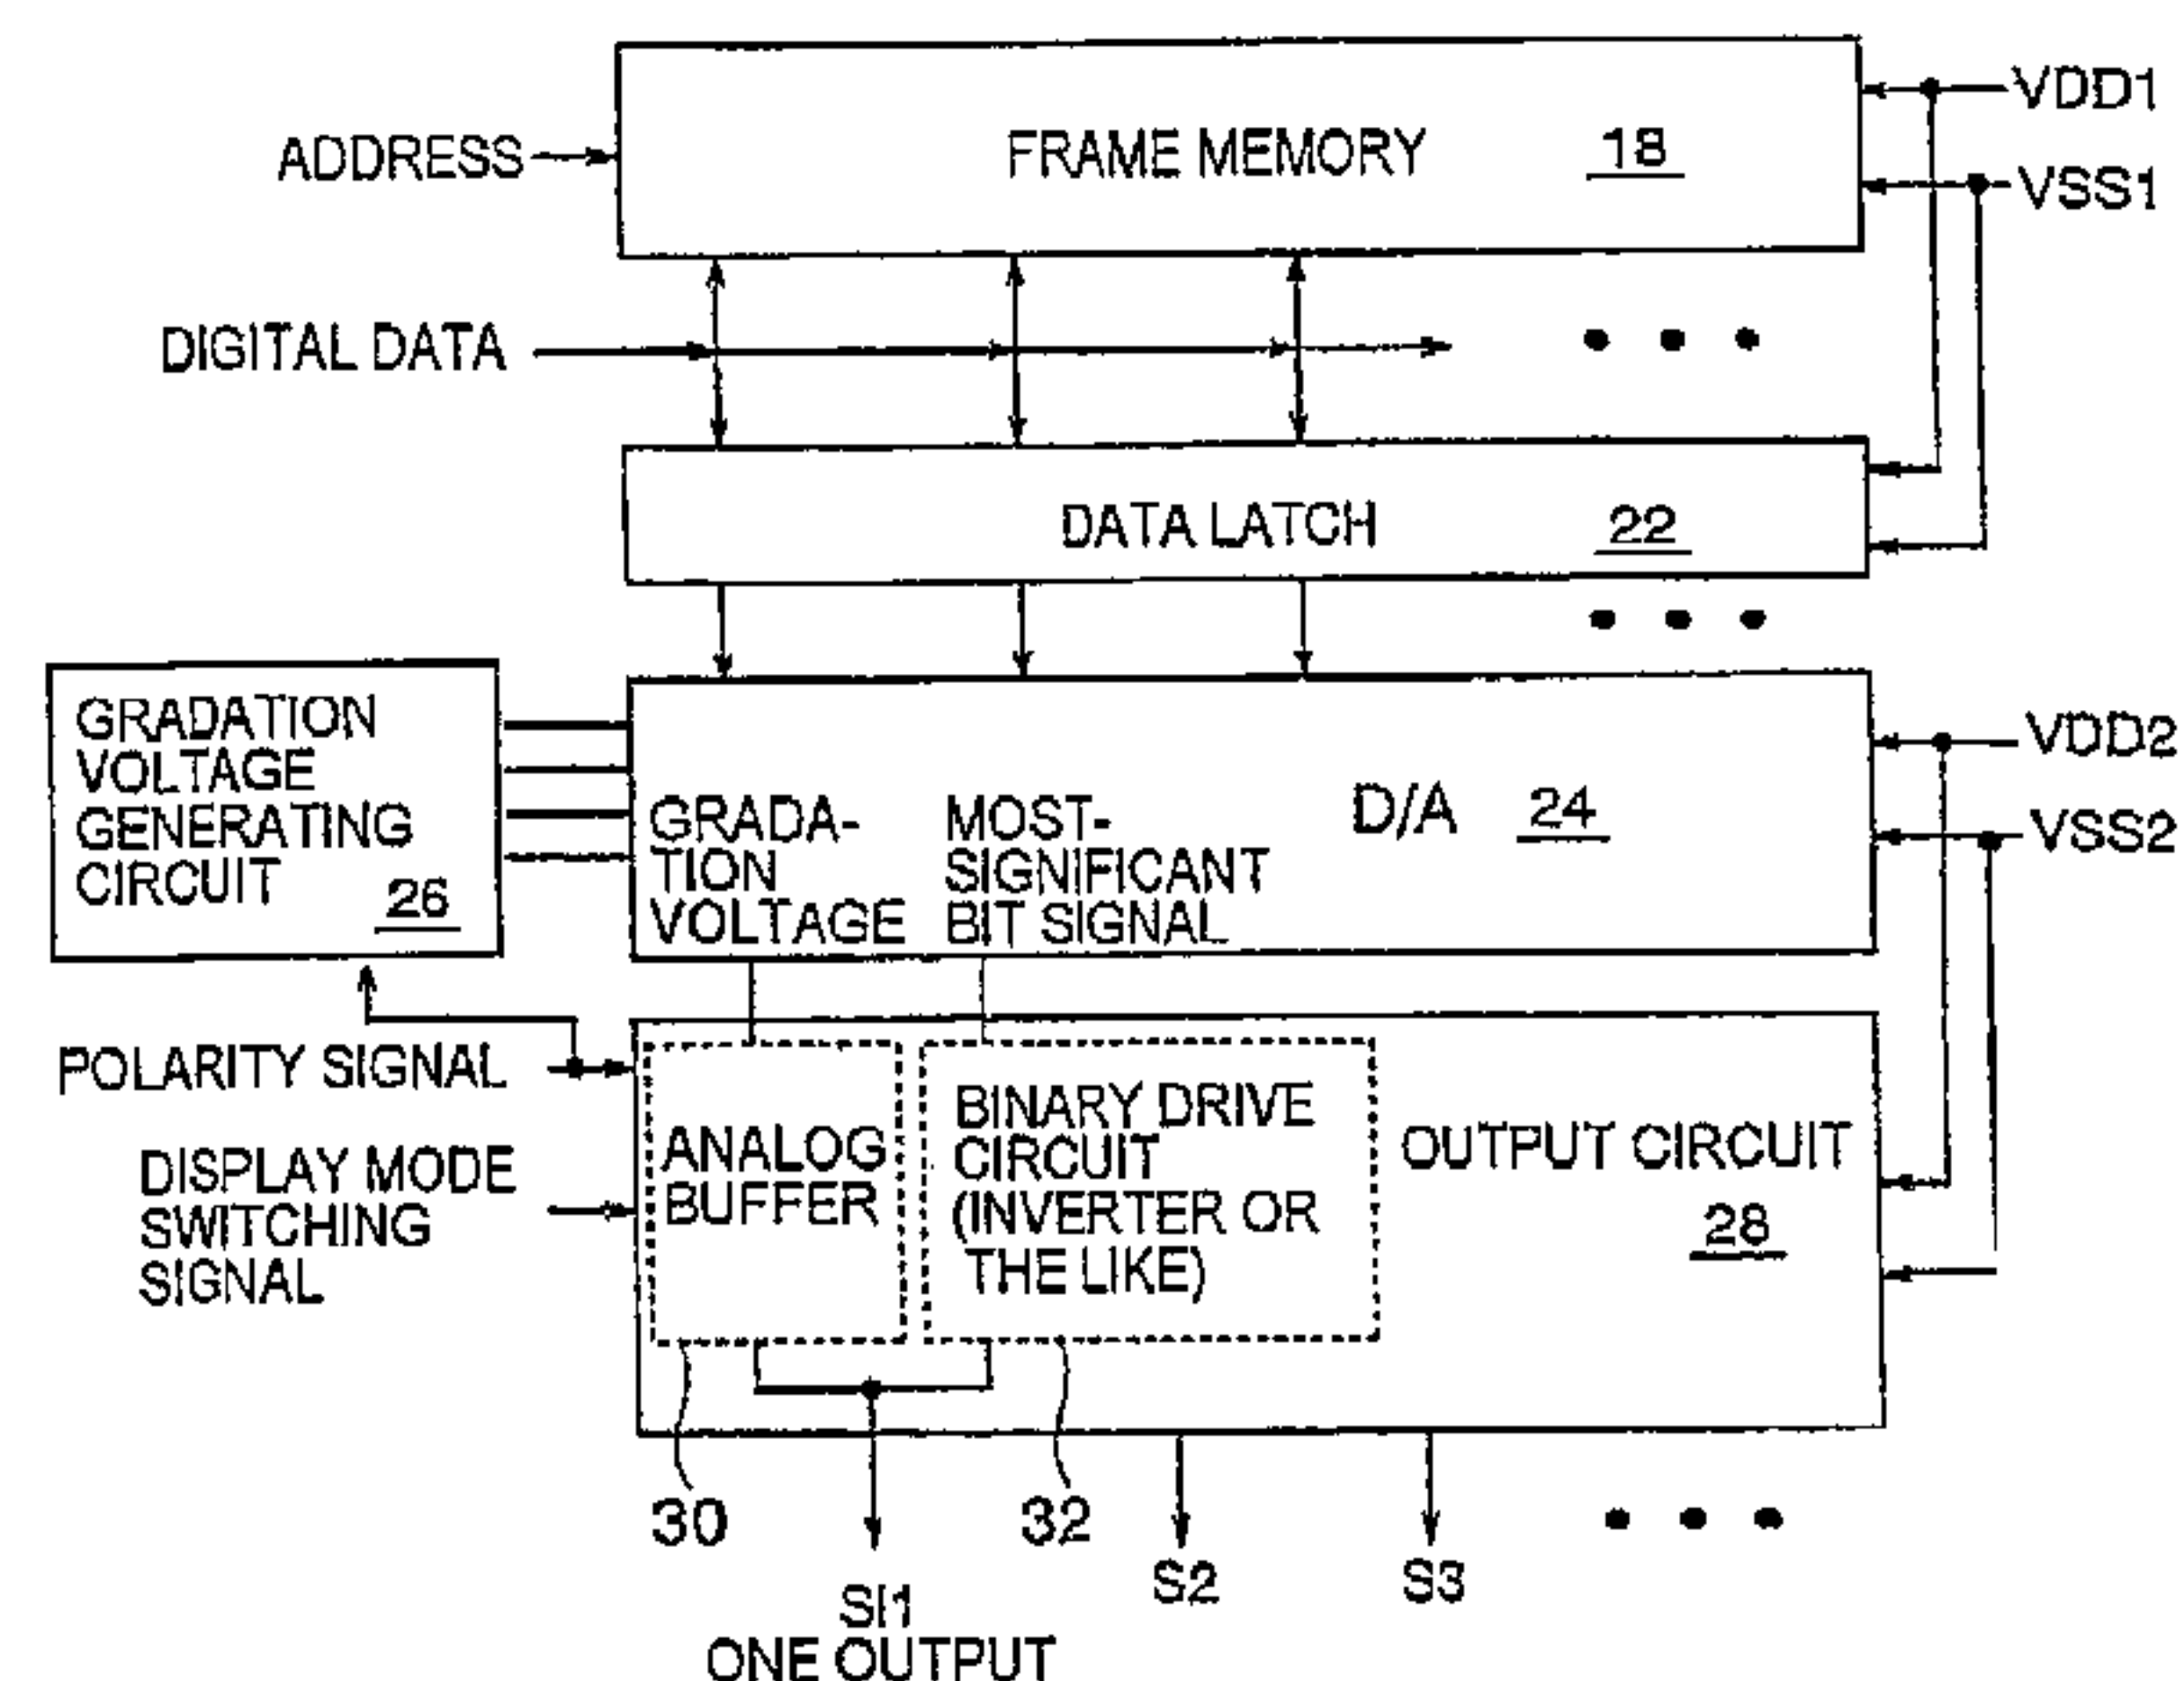 VDD1
ADDRESS
FRAME MEMORY
18
VSS1
DIGITAL DATA
DATA LATCH
22
GRADATION
VOLTAGE
GENERATING
CIRCUIT
26
GRADA-
TION
VOLTAGE
MOST-
SIGNIFICANT
BIT SIGNAL
D/A
24
VDD2
VSS2
POLARITY SIGNAL
DISPLAY MODE
SWITCHING
SIGNAL
ANALOG
BUFFER
BINARY DRIVE
CIRCUIT
(INVERTER OR
THE LIKE)
OUTPUT CIRCUIT
28
30
32
SI1
ONE OUTPUT
S2
S3